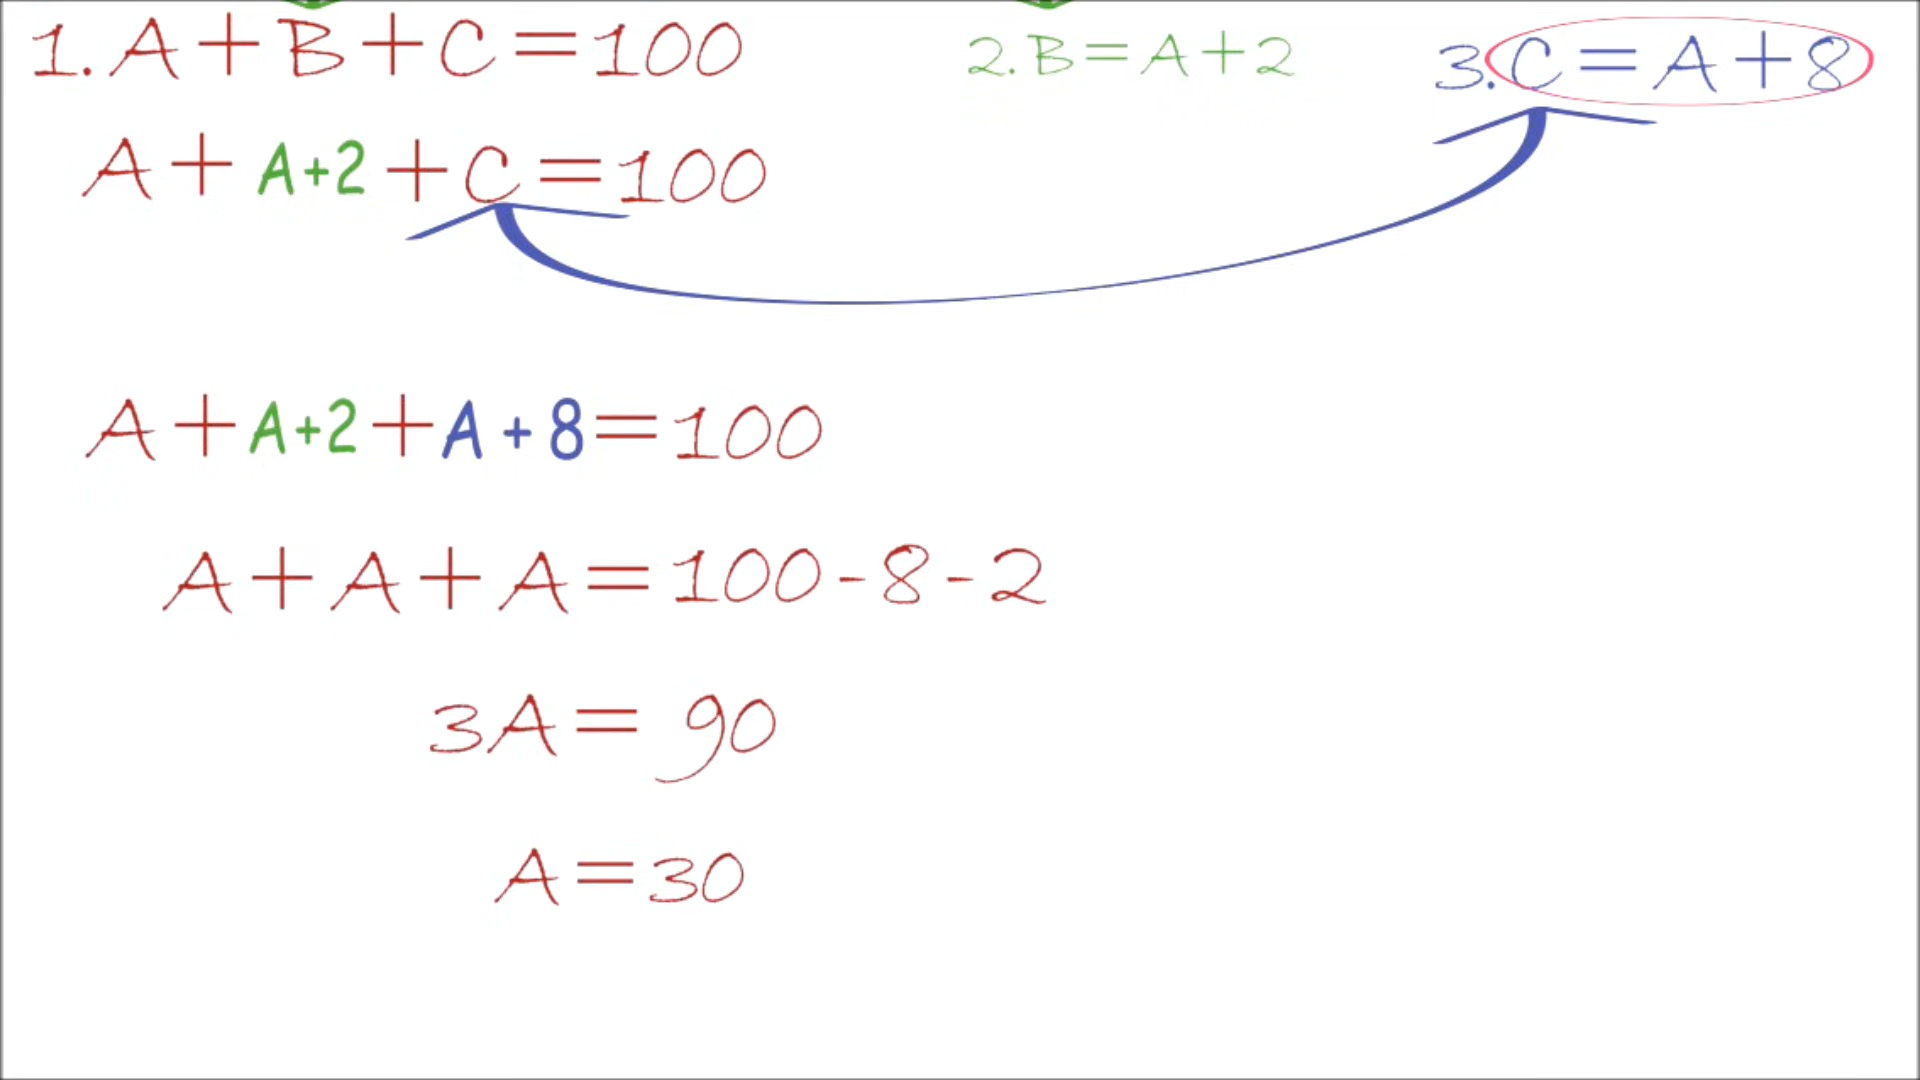 1. A + B + C = 100
2. B = A + 2
3. C = A + 8
A + A+2 + C = 100
A + A+2 + A + 8 = 100
A + A + A = 100 - 8 - 2
3A = 90
A = 30